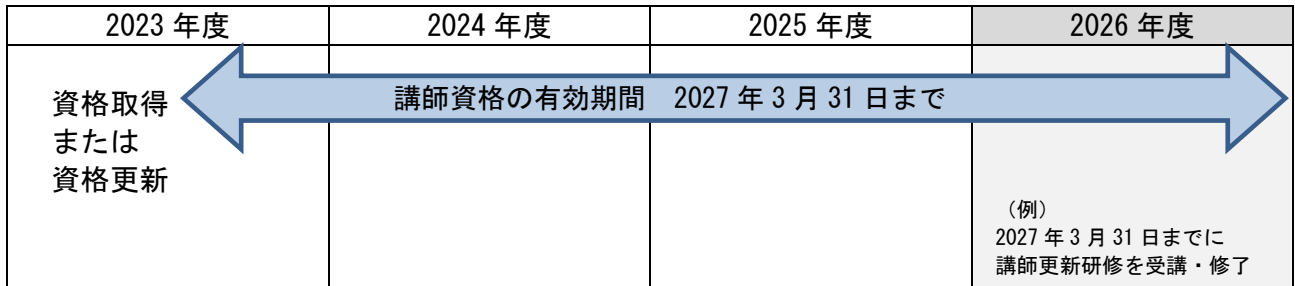 2023 年度
2024 年度
2025 年度
2026 年度
資格取得
または
資格更新
講師資格の有効期間　2027 年 3 月 31 日まで
（例）
2027 年 3 月 31 日までに
講師更新研修を受講・修了